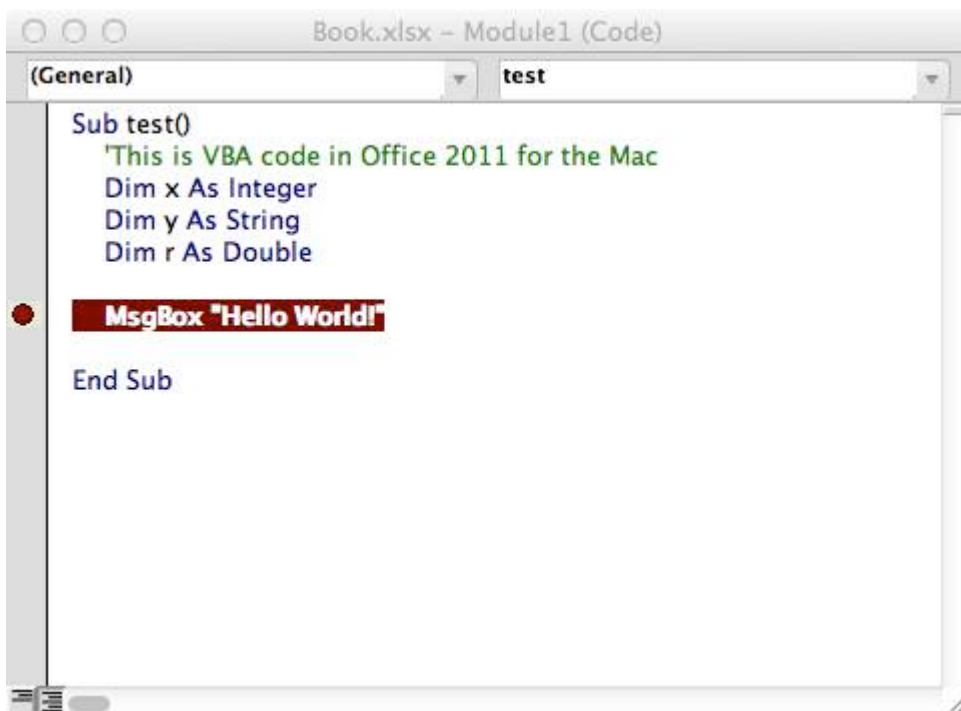 Book.xlsx – Module1 (Code)
(General) test
Sub test()
'This is VBA code in Office 2011 for the Mac
Dim x As Integer
Dim y As String
Dim r As Double
MsgBox "Hello World!"
End Sub